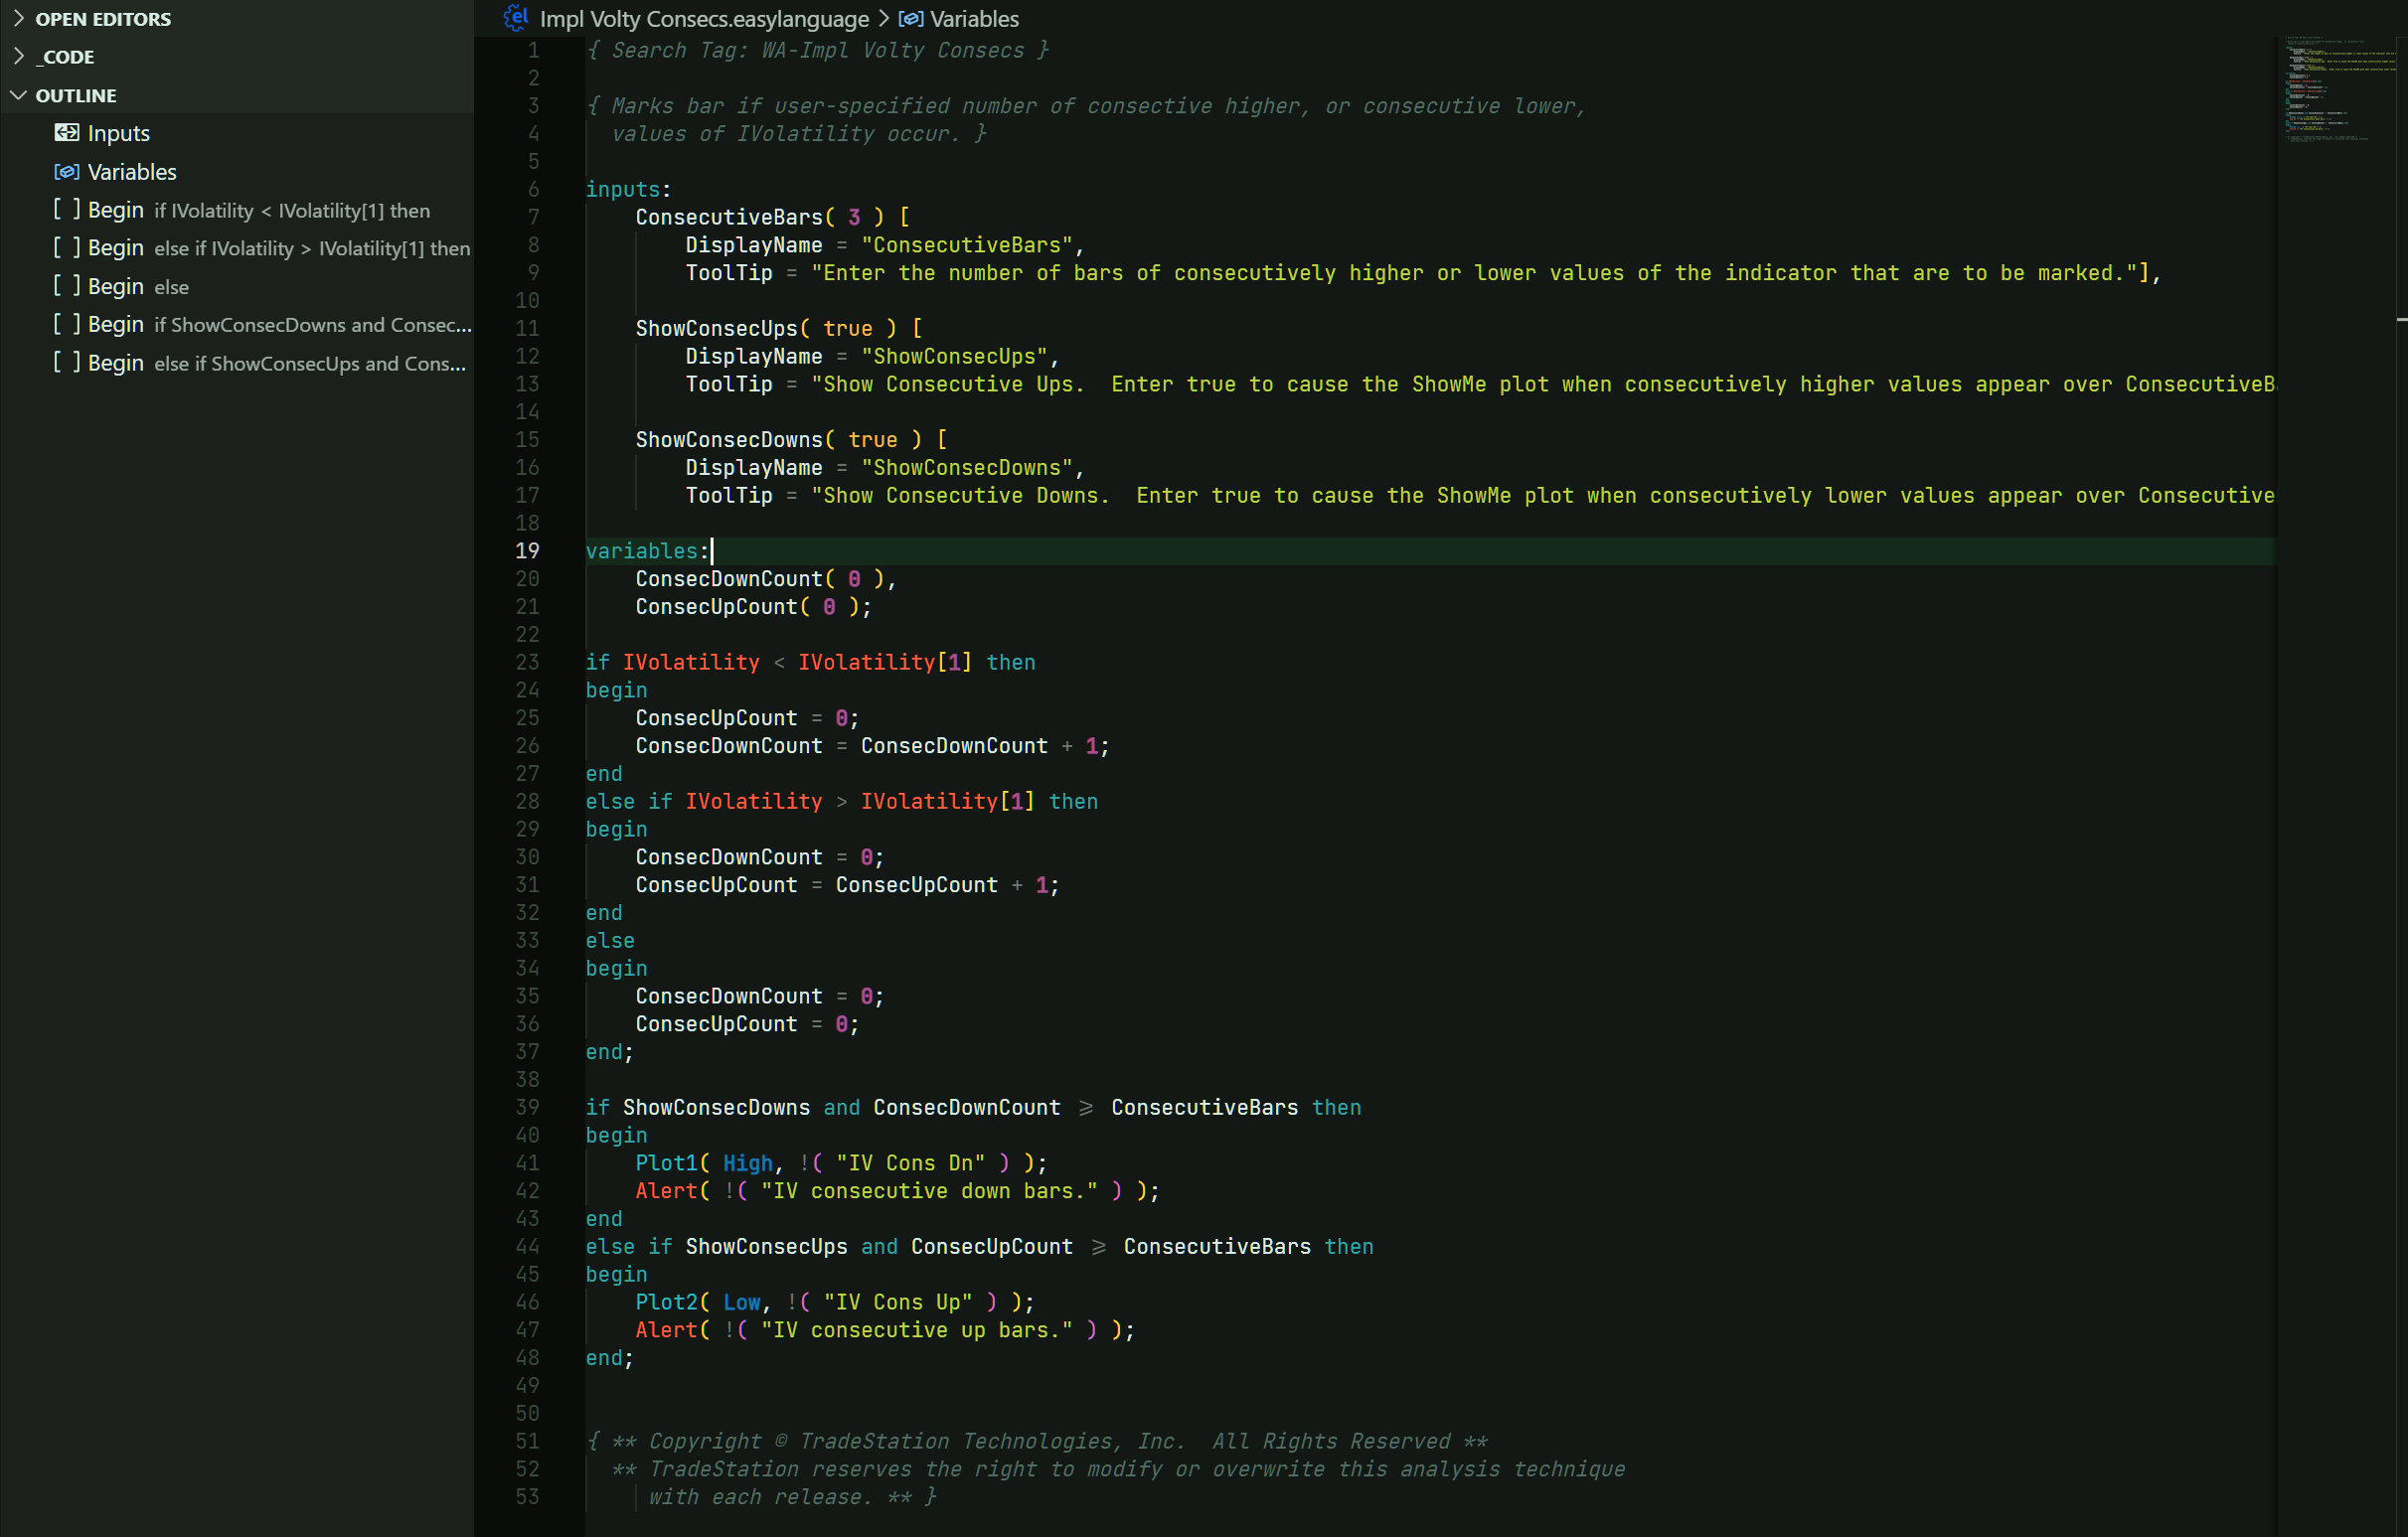 OPEN EDITORS
_CODE
OUTLINE
Inputs
Variables
[ ] Begin if IVolatility < IVolatility[1] then
[ ] Begin else if IVolatility > IVolatility[1] then
[ ] Begin else
[ ] Begin if ShowConsecDowns and Consec...
[ ] Begin else if ShowConsecUps and Cons...
el Impl Volty Consecs.easylanguage > Variables
1 { Search Tag: WA-Impl Volty Consecs }
2
3 { Marks bar if user-specified number of consective higher, or consecutive lower,
4   values of IVolatility occur. }
5
6 inputs:
7     ConsecutiveBars( 3 ) [
8         DisplayName = "ConsecutiveBars",
9         ToolTip = "Enter the number of bars of consecutively higher or lower values of the indicator that are to be marked."],
10
11     ShowConsecUps( true ) [
12         DisplayName = "ShowConsecUps",
13         ToolTip = "Show Consecutive Ups.  Enter true to cause the ShowMe plot when consecutively higher values appear over ConsecutiveB
14
15     ShowConsecDowns( true ) [
16         DisplayName = "ShowConsecDowns",
17         ToolTip = "Show Consecutive Downs.  Enter true to cause the ShowMe plot when consecutively lower values appear over Consecutive
18
19 variables:
20     ConsecDownCount( 0 ),
21     ConsecUpCount( 0 );
22
23 if IVolatility < IVolatility[1] then
24 begin
25     ConsecUpCount = 0;
26     ConsecDownCount = ConsecDownCount + 1;
27 end
28 else if IVolatility > IVolatility[1] then
29 begin
30     ConsecDownCount = 0;
31     ConsecUpCount = ConsecUpCount + 1;
32 end
33 else
34 begin
35     ConsecDownCount = 0;
36     ConsecUpCount = 0;
37 end;
38
39 if ShowConsecDowns and ConsecDownCount ⩾ ConsecutiveBars then
40 begin
41     Plot1( High, !( "IV Cons Dn" ) );
42     Alert( !( "IV consecutive down bars." ) );
43 end
44 else if ShowConsecUps and ConsecUpCount ⩾ ConsecutiveBars then
45 begin
46     Plot2( Low, !( "IV Cons Up" ) );
47     Alert( !( "IV consecutive up bars." ) );
48 end;
49
50
51 { ** Copyright © TradeStation Technologies, Inc.  All Rights Reserved **
52   ** TradeStation reserves the right to modify or overwrite this analysis technique
53      with each release. ** }